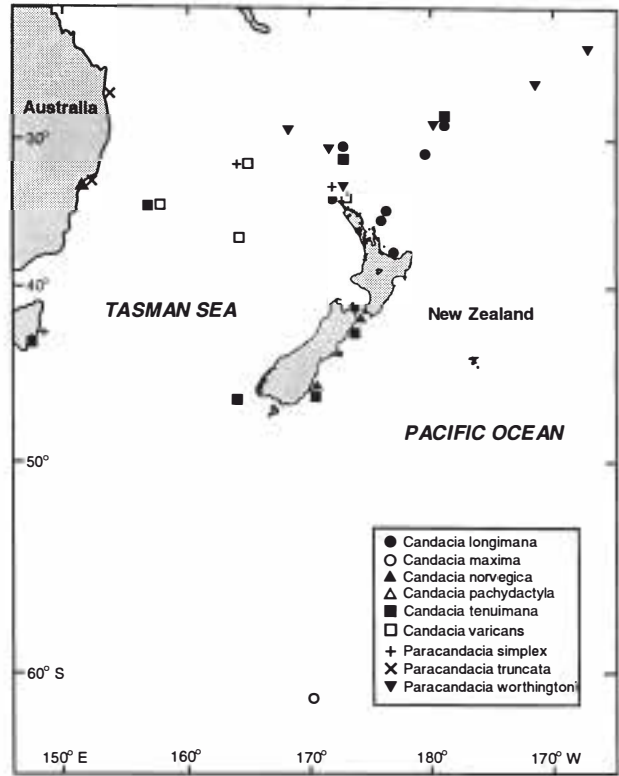 Australia
30°
40°
TASMAN SEA
New Zealand
PACIFIC OCEAN
50°
Candacia longimana
Candacia maxima
Candacia norvegica
Candacia pachydactyla
Candacia tenuimana
Candacia varicans
Paracandacia simplex
Paracandacia truncata
Paracandacia worthingtoni
60° S
150° E 160° 170° 180° 170° W